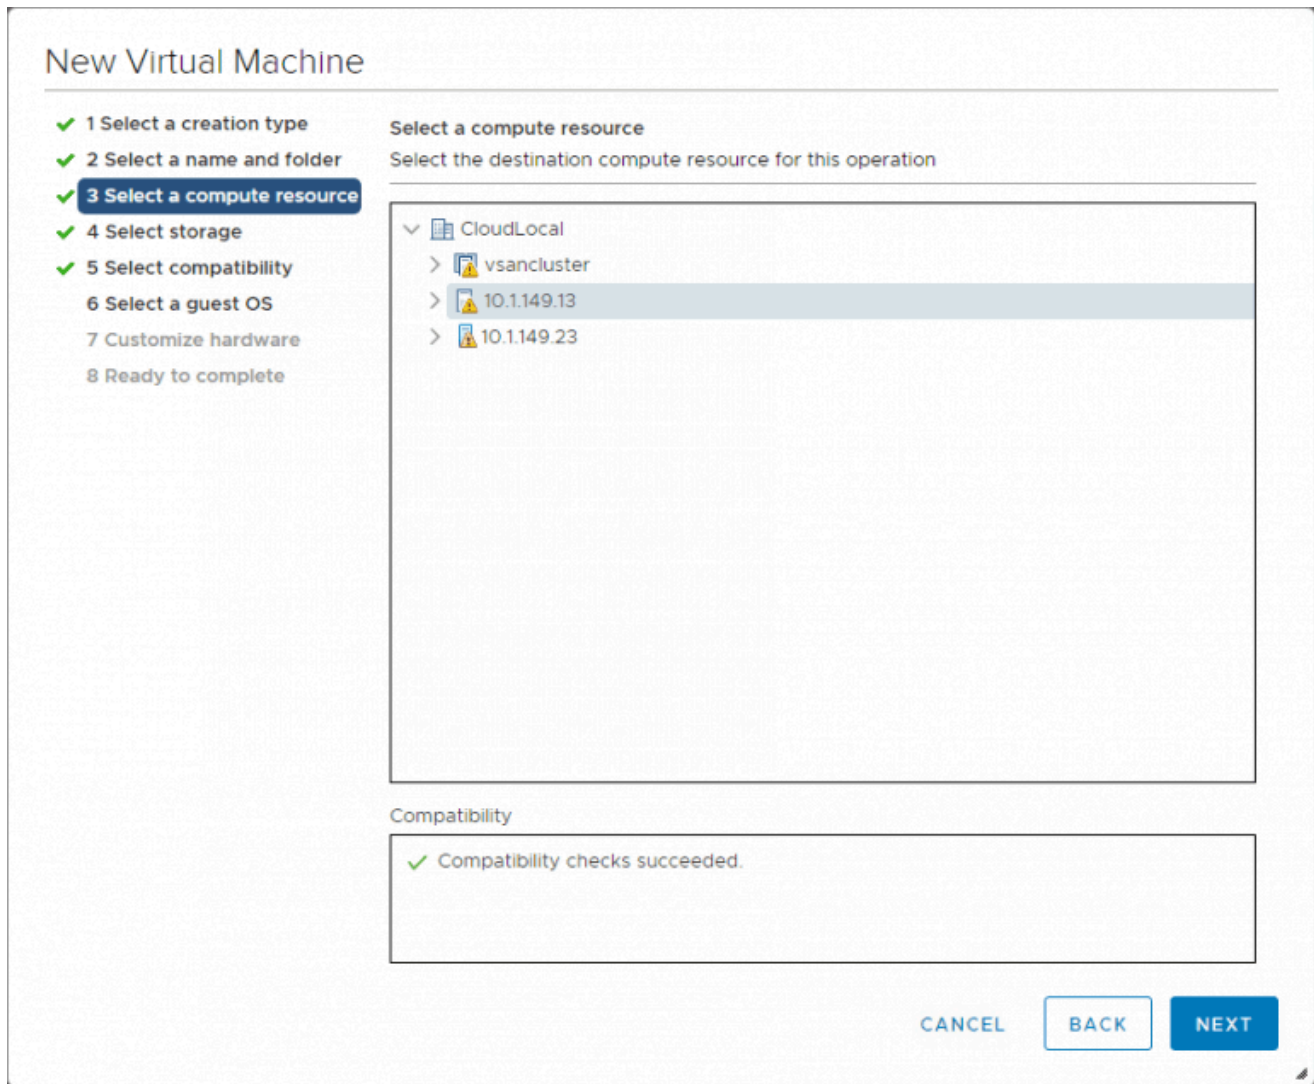 New Virtual Machine
1 Select a creation type
2 Select a name and folder
3 Select a compute resource
4 Select storage
5 Select compatibility
6 Select a guest OS
7 Customize hardware
8 Ready to complete
Select a compute resource
Select the destination compute resource for this operation
CloudLocal
vsancluster
10.1.149.13
10.1.149.23
Compatibility
Compatibility checks succeeded.
CANCEL
BACK
NEXT